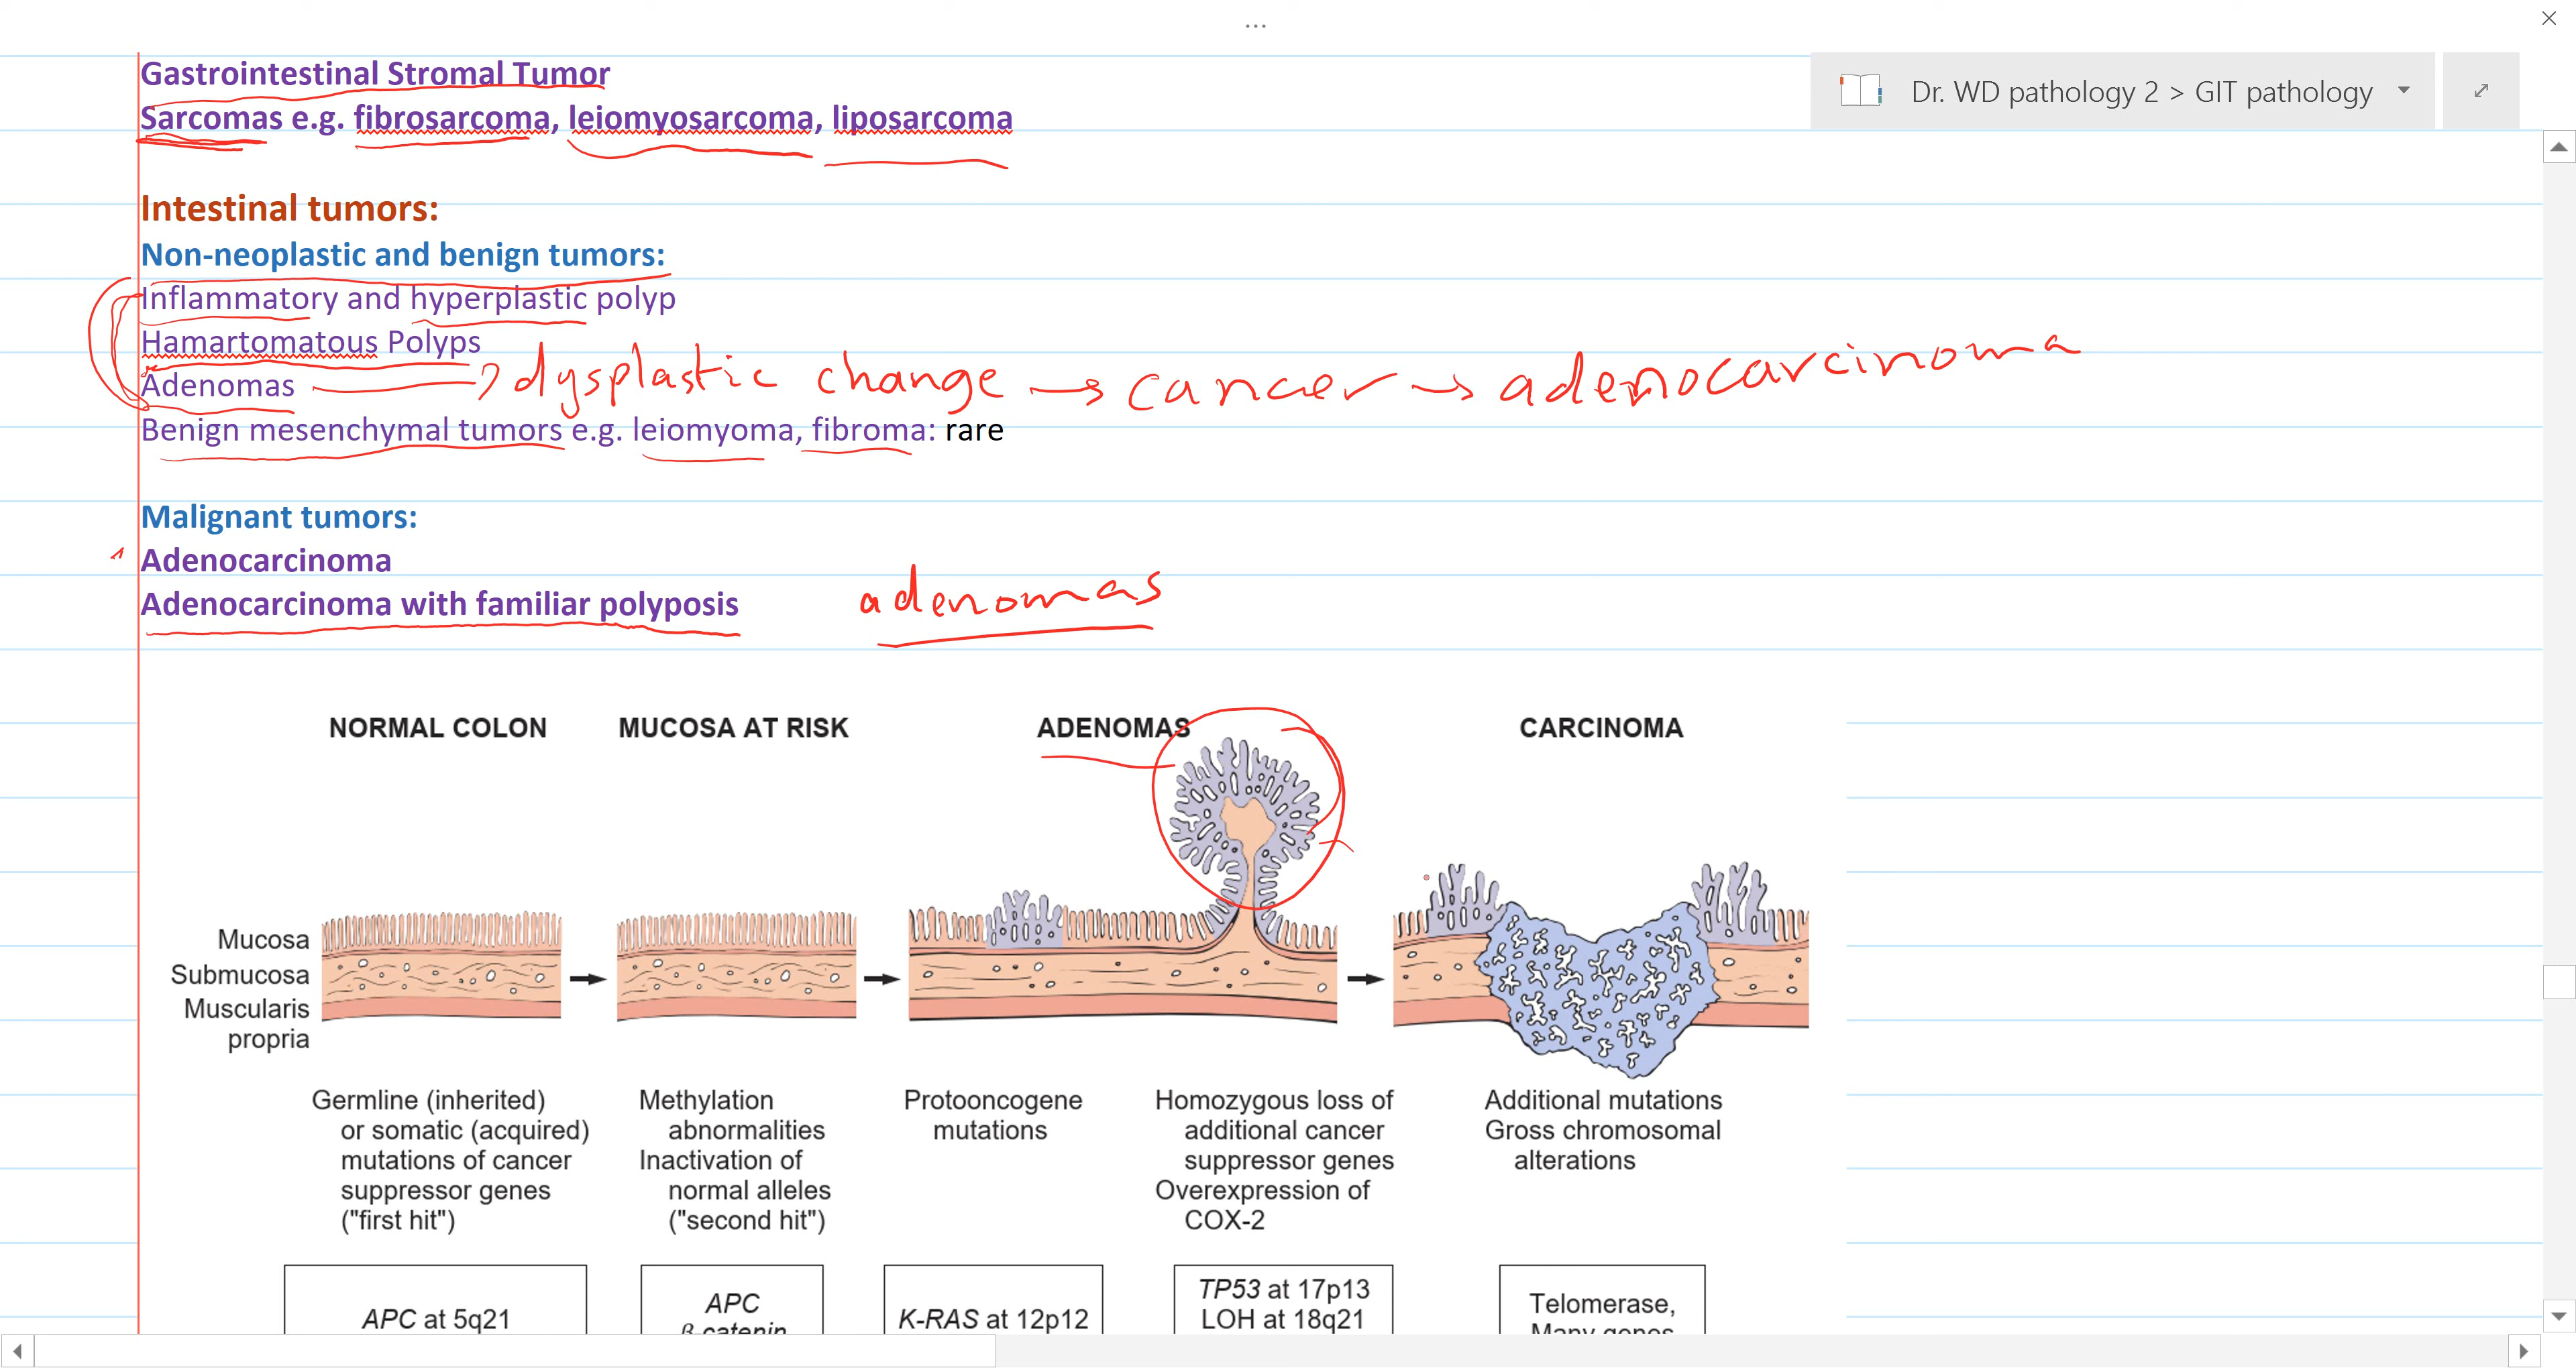 ...
Gastrointestinal Stromal Tumor
Sarcomas e.g. fibrosarcoma, leiomyosarcoma, liposarcoma
Dr. WD pathology 2 > GIT pathology
Intestinal tumors:
Non-neoplastic and benign tumors:
Inflammatory and hyperplastic polyp
Hamartomatous Polyps
Adenomas → dysplastic change → cancer → adenocarcinoma
Benign mesenchymal tumors e.g. leiomyoma, fibroma: rare
Malignant tumors:
Adenocarcinoma
Adenocarcinoma with familiar polyposis adenomas
NORMAL COLON MUCOSA AT RISK ADENOMAS CARCINOMA
Mucosa
Submucosa
Muscularis
propria
Germline (inherited)
or somatic (acquired)
mutations of cancer
suppressor genes
("first hit")
Methylation
abnormalities
Inactivation of
normal alleles
("second hit")
Protooncogene
mutations
Homozygous loss of
additional cancer
suppressor genes
Overexpression of
COX-2
Additional mutations
Gross chromosomal
alterations
APC at 5q21
APC
β-catenin
K-RAS at 12p12
TP53 at 17p13
LOH at 18q21
Telomerase,
Many genes